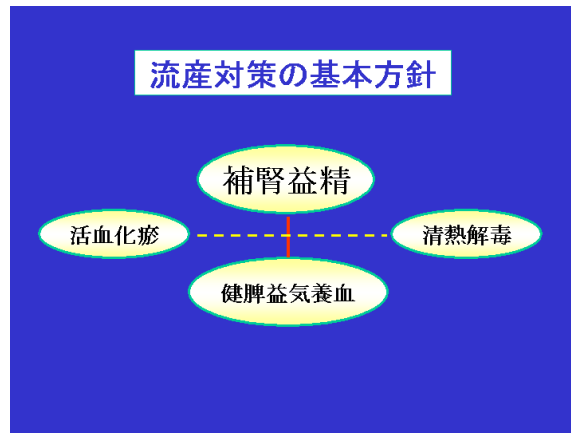 流産対策の基本方針
補腎益精
活血化瘀
清熱解毒
健脾益気養血